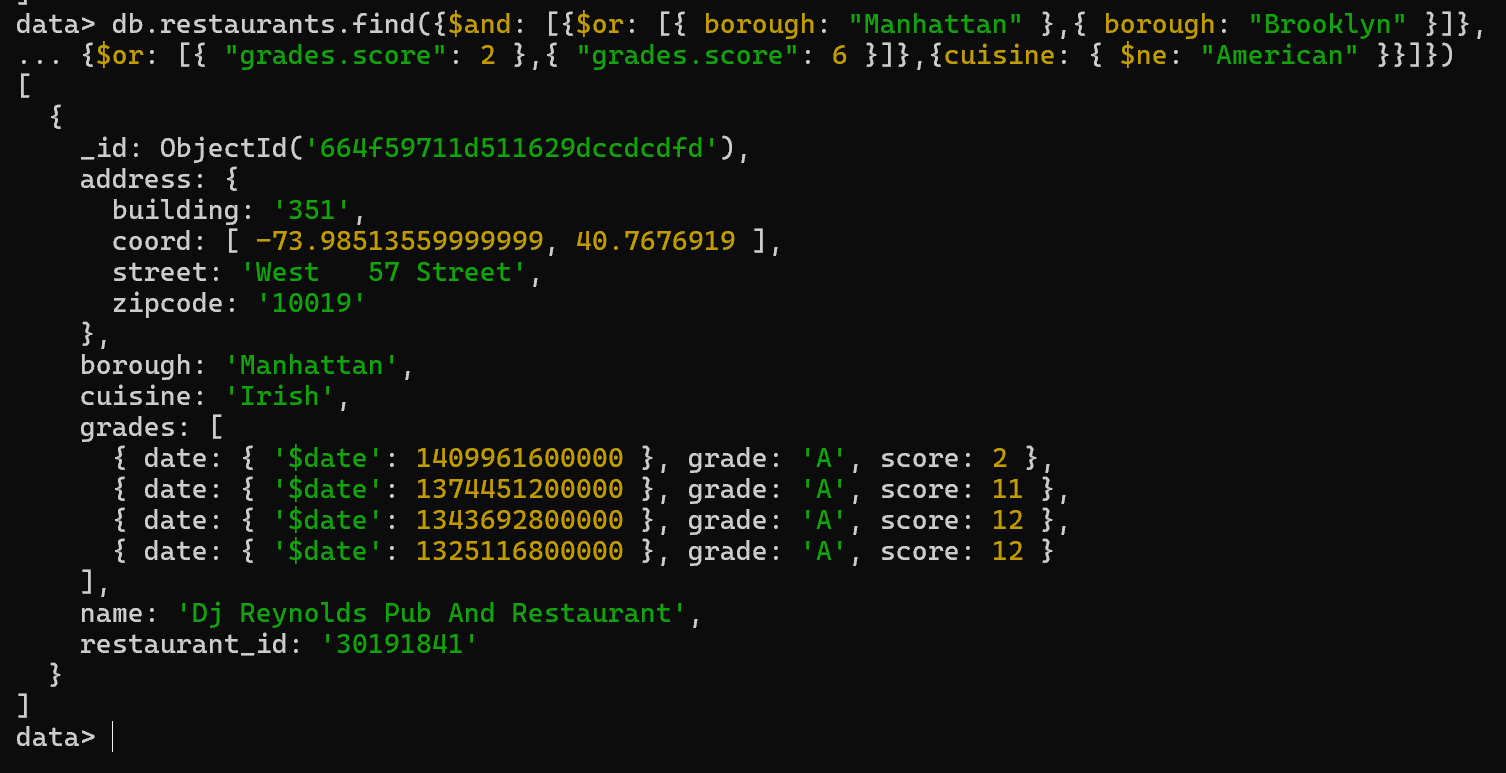 ]
data> db.restaurants.find({$and: [{$or: [{ borough: "Manhattan" },{ borough: "Brooklyn" }]},
... {$or: [{ "grades.score": 2 },{ "grades.score": 6 }]},{cuisine: { $ne: "American" }}]})
[
  {
    _id: ObjectId('664f59711d511629dccdcdfd'),
    address: {
      building: '351',
      coord: [ -73.98513559999999, 40.7676919 ],
      street: 'West   57 Street',
      zipcode: '10019'
    },
    borough: 'Manhattan',
    cuisine: 'Irish',
    grades: [
      { date: { '$date': 1409961600000 }, grade: 'A', score: 2 },
      { date: { '$date': 1374451200000 }, grade: 'A', score: 11 },
      { date: { '$date': 1343692800000 }, grade: 'A', score: 12 },
      { date: { '$date': 1325116800000 }, grade: 'A', score: 12 }
    ],
    name: 'Dj Reynolds Pub And Restaurant',
    restaurant_id: '30191841'
  }
]
data>